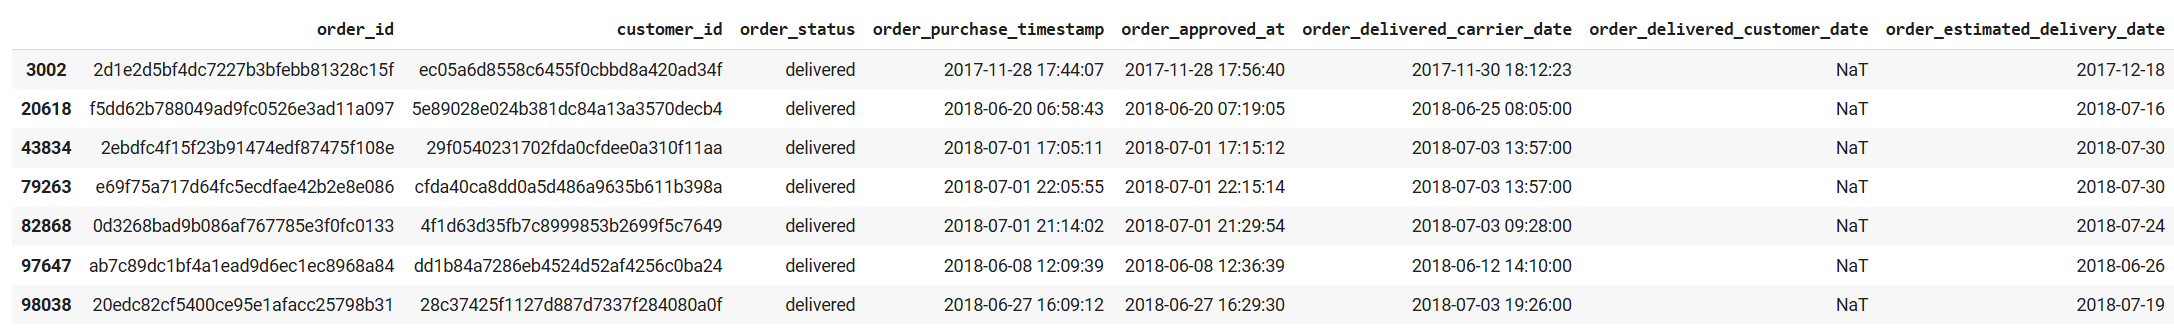 order_id customer_id order_status order_purchase_timestamp order_approved_at order_delivered_carrier_date order_delivered_customer_date order_estimated_delivery_date
3002 2d1e2d5bf4dc7227b3bfebb81328c15f ec05a6d8558c6455f0cbbd8a420ad34f delivered 2017-11-28 17:44:07 2017-11-28 17:56:40 2017-11-30 18:12:23 NaT 2017-12-18
20618 f5dd62b788049ad9fc0526e3ad11a097 5e89028e024b381dc84a13a3570decb4 delivered 2018-06-20 06:58:43 2018-06-20 07:19:05 2018-06-25 08:05:00 NaT 2018-07-16
43834 2ebdfc4f15f23b91474edf87475f108e 29f0540231702fda0cfdee0a310f11aa delivered 2018-07-01 17:05:11 2018-07-01 17:15:12 2018-07-03 13:57:00 NaT 2018-07-30
79263 e69f75a717d64fc5ecdfae42b2e8e086 cfda40ca8dd0a5d486a9635b611b398a delivered 2018-07-01 22:05:55 2018-07-01 22:15:14 2018-07-03 13:57:00 NaT 2018-07-30
82868 0d3268bad9b086af767785e3f0fc0133 4f1d63d35fb7c8999853b2699f5c7649 delivered 2018-07-01 21:14:02 2018-07-01 21:29:54 2018-07-03 09:28:00 NaT 2018-07-24
97647 ab7c89dc1bf4a1ead9d6ec1ec8968a84 dd1b84a7286eb4524d52af4256c0ba24 delivered 2018-06-08 12:09:39 2018-06-08 12:36:39 2018-06-12 14:10:00 NaT 2018-06-26
98038 20edc82cf5400ce95e1afacc25798b31 28c37425f1127d887d7337f284080a0f delivered 2018-06-27 16:09:12 2018-06-27 16:29:30 2018-07-03 19:26:00 NaT 2018-07-19